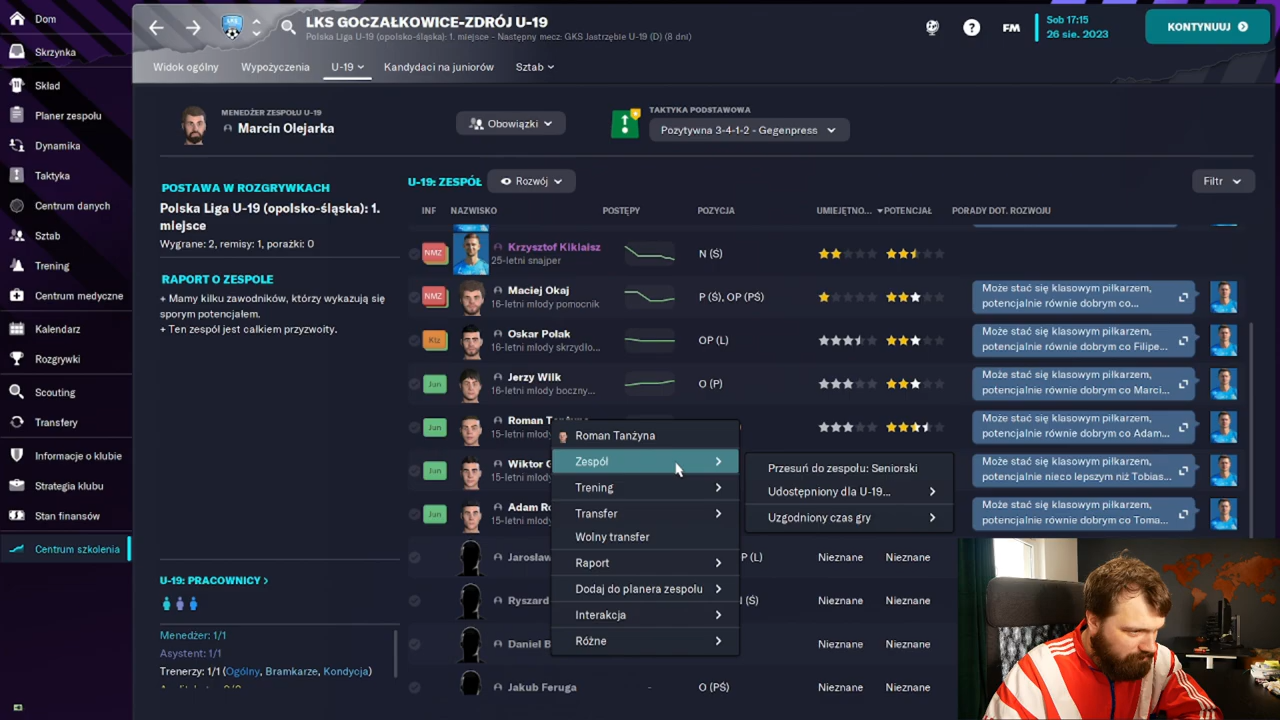 Dom
Skrzynka
Skład
Planer zespołu
Dynamika
Taktyka
Centrum danych
Sztab
Trening
Centrum medyczne
Kalendarz
Rozgrywki
Scouting
Transfery
Informacje o klubie
Strategia klubu
Stan finansów
Centrum szkolenia
LKS GOCZAŁKOWICE-ZDRÓJ U-19
Polska Liga U-19 (opolsko-śląska): 1. miejsce - Następny mecz: GKS Jastrzębie U-19 (D) (8 dni)
FM
Sob 17:15
26 sie. 2023
KONTYNUUJ
Widok ogólny
Wypożyczenia
U-19
Kandydaci na juniorów
Sztab
MENEDŻER ZESPOŁU U-19
Marcin Olejarka
Obowiązki
TAKTYKA PODSTAWOWA
Pozytywna 3-4-1-2 - Gegenpress
POSTAWA W ROZGRYWKACH
Polska Liga U-19 (opolsko-śląska): 1.
miejsce
Wygrane: 2, remisy: 1, porażki: 0
RAPORT O ZESPOLE
+ Mamy kilku zawodników, którzy wykazują się
sporym potencjałem.
+ Ten zespół jest całkiem przyzwoity.
U-19: PRACOWNICY >
Menedżer: 1/1
Asystent: 1/1
Trenerzy: 1/1 (Ogólny, Bramkarze, Kondycja)
U-19: ZESPÓŁ
Rozwój
Filtr
INF NAZWISKO POSTĘPY POZYCJA UMIEJĘTNO... POTENCJAŁ PORADY DOT. ROZWOJU
NMZ Krzysztof Kiklaisz N (Ś)
25-letni snajper
NMZ Maciej Okaj P (Ś), OP (PŚ) Może stać się klasowym piłkarzem,
16-letni młody pomocnik potencjalnie równie dobrym co...
Klz Oskar Polak OP (L) Może stać się klasowym piłkarzem,
16-letni młody skrzydło... potencjalnie równie dobrym co Filipe...
Jun Jerzy Wilk O (P) Może stać się klasowym piłkarzem,
16-letni młody boczny... potencjalnie równie dobrym co Marci...
Jun Roman Tanżyna Może stać się klasowym piłkarzem,
15-letni młod potencjalnie równie dobrym co Adam...
Jun Wiktor Może stać się klasowym piłkarzem,
15-letni młod potencjalnie nieco lepszym niż Tobias...
Jun Adam Może stać się klasowym piłkarzem,
15-letni młod potencjalnie równie dobrym co Toma...
Jarosław P (L) Nieznane Nieznane
Ryszard (Ś) Nieznane Nieznane
Daniel Nieznane Nieznane
Jakub Feruga - O (PŚ) Nieznane Nieznane
Roman Tanżyna
Zespół
Trening
Transfer
Wolny transfer
Raport
Dodaj do planera zespołu
Interakcja
Różne
Przesuń do zespołu: Seniorski
Udostępniony dla U-19...
Uzgodniony czas gry